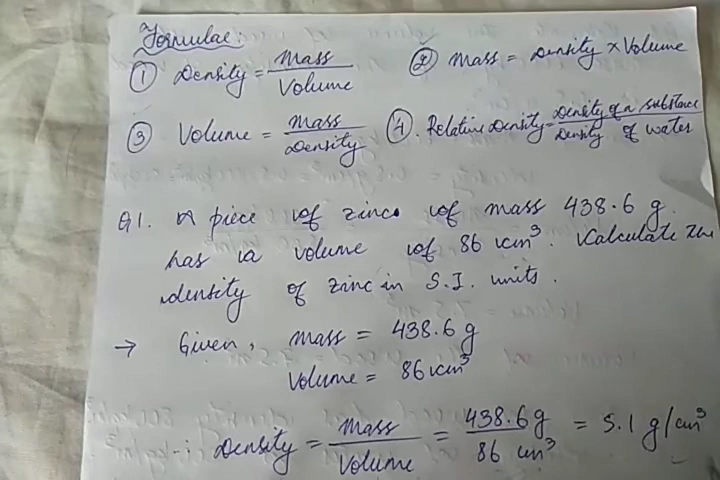 Formulae:
① Density = Mass / Volume ② Mass = Density × Volume
③ Volume = Mass / Density ④. Relative Density = Density of a substance / Density of water
Q1. A piece of zinc of mass 438.6 g
has a volume of 86 cm³. Calculate the
density of zinc in S.I. units.
→ Given, Mass = 438.6 g
Volume = 86 cm³
∴ Density = Mass / Volume = 438.6 g / 86 cm³ = 5.1 g/cm³